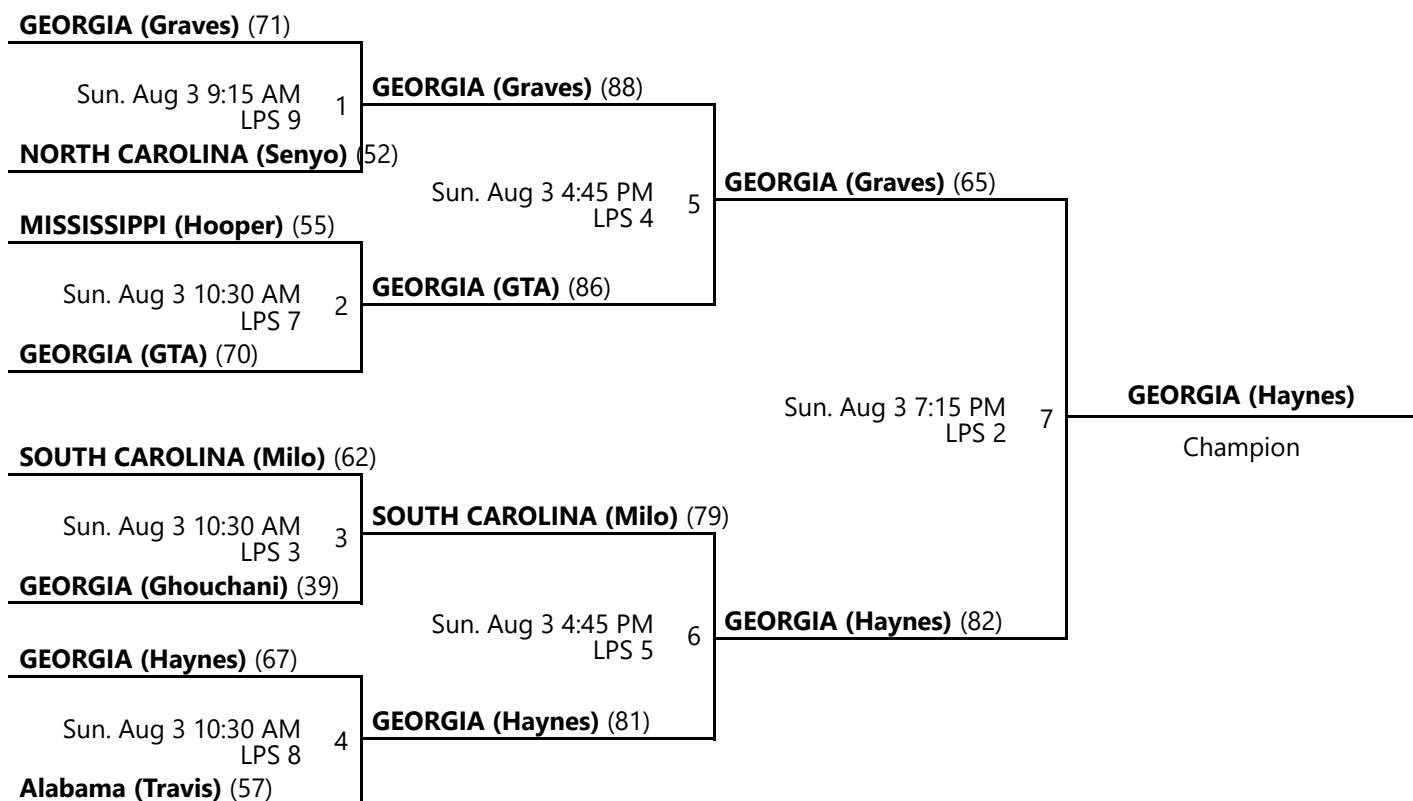 GEORGIA (Graves) (71)
Sun. Aug 3 9:15 AM
LPS 9
1
NORTH CAROLINA (Senyo) (52)
MISSISSIPPI (Hooper) (55)
Sun. Aug 3 10:30 AM
LPS 7
2
GEORGIA (GTA) (70)
SOUTH CAROLINA (Milo) (62)
Sun. Aug 3 10:30 AM
LPS 3
3
GEORGIA (Ghouchani) (39)
GEORGIA (Haynes) (67)
Sun. Aug 3 10:30 AM
LPS 8
4
Alabama (Travis) (57)
GEORGIA (Graves) (88)
Sun. Aug 3 4:45 PM
LPS 4
5
GEORGIA (GTA) (86)
SOUTH CAROLINA (Milo) (79)
Sun. Aug 3 4:45 PM
LPS 5
6
GEORGIA (Haynes) (81)
GEORGIA (Graves) (65)
Sun. Aug 3 7:15 PM
LPS 2
7
GEORGIA (Haynes) (82)
GEORGIA (Haynes)
Champion